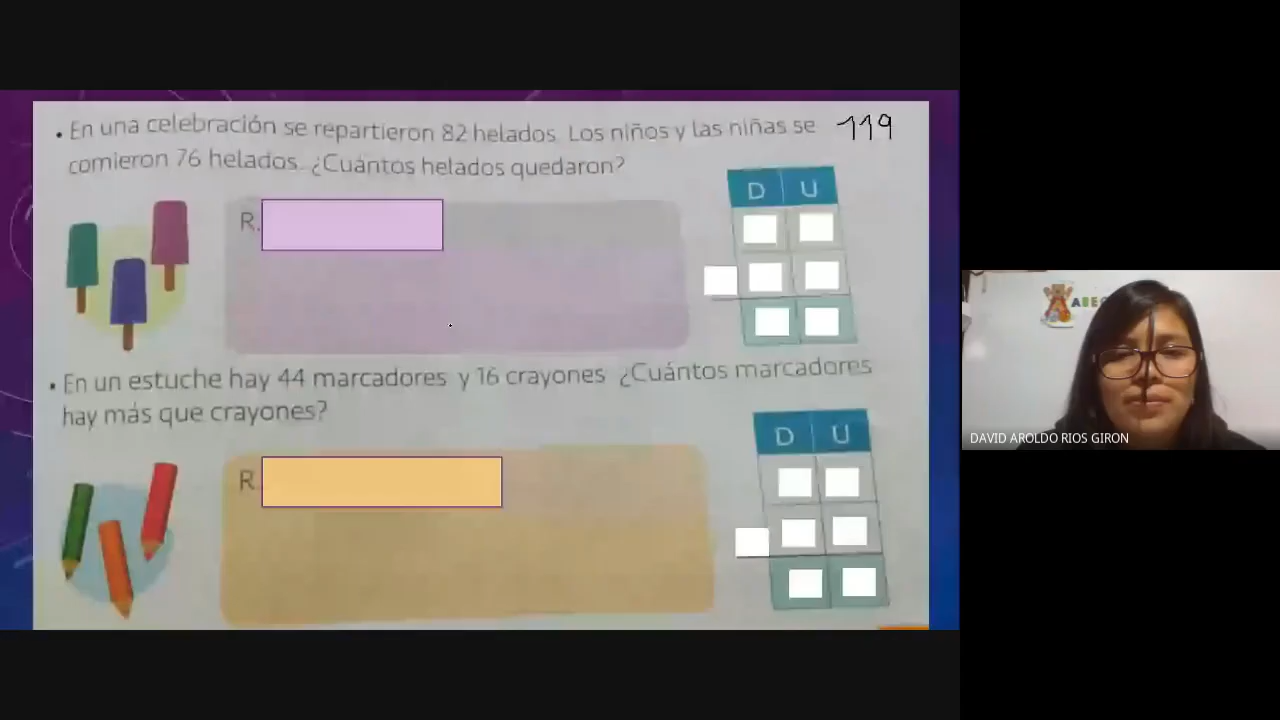 • En una celebración se repartieron 82 helados. Los niños y las niñas se
comieron 76 helados. ¿Cuántos helados quedaron?
119
D U
R.
• En un estuche hay 44 marcadores y 16 crayones ¿Cuántos marcadores
hay más que crayones?
D U
R.
DAVID AROLDO RIOS GIRON